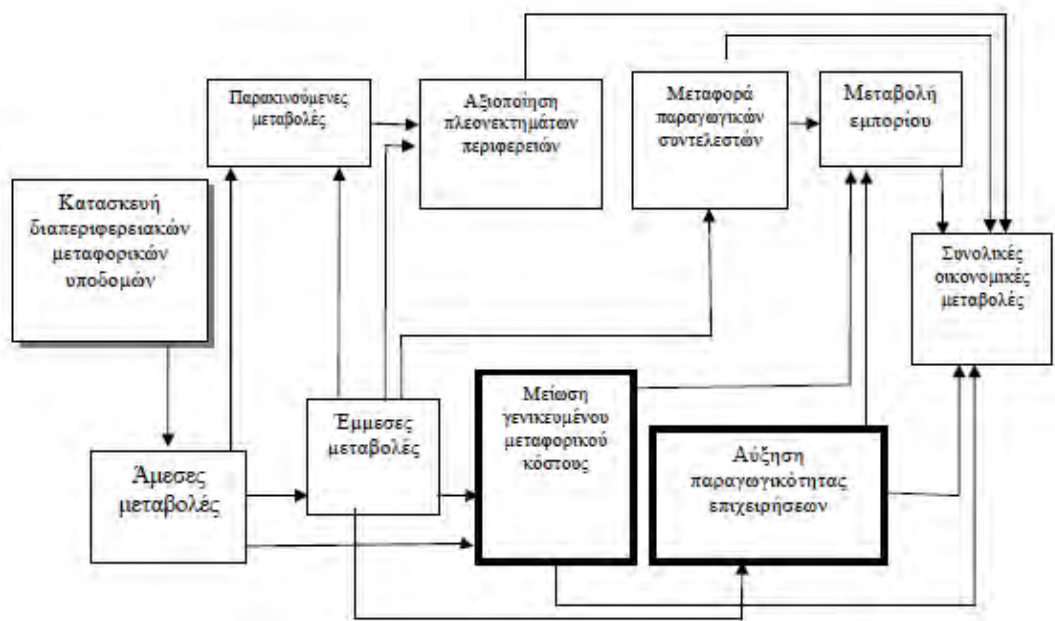 Παρακινούμενες
μεταβολές
Αξιοποίηση
πλεονεκτημάτων
περιφερειών
Μεταφορά
παραγωγικών
συντελεστών
Μεταβολή
εμπορίου
Κατασκευή
διαπεριφερειακών
μεταφορικών
υποδομών
Συνολικές
οικονομικές
μεταβολές
Άμεσες
μεταβολές
Έμμεσες
μεταβολές
Μείωση
γενικευμένου
μεταφορικού
κόστους
Αύξηση
παραγωγικότητας
επιχειρήσεων